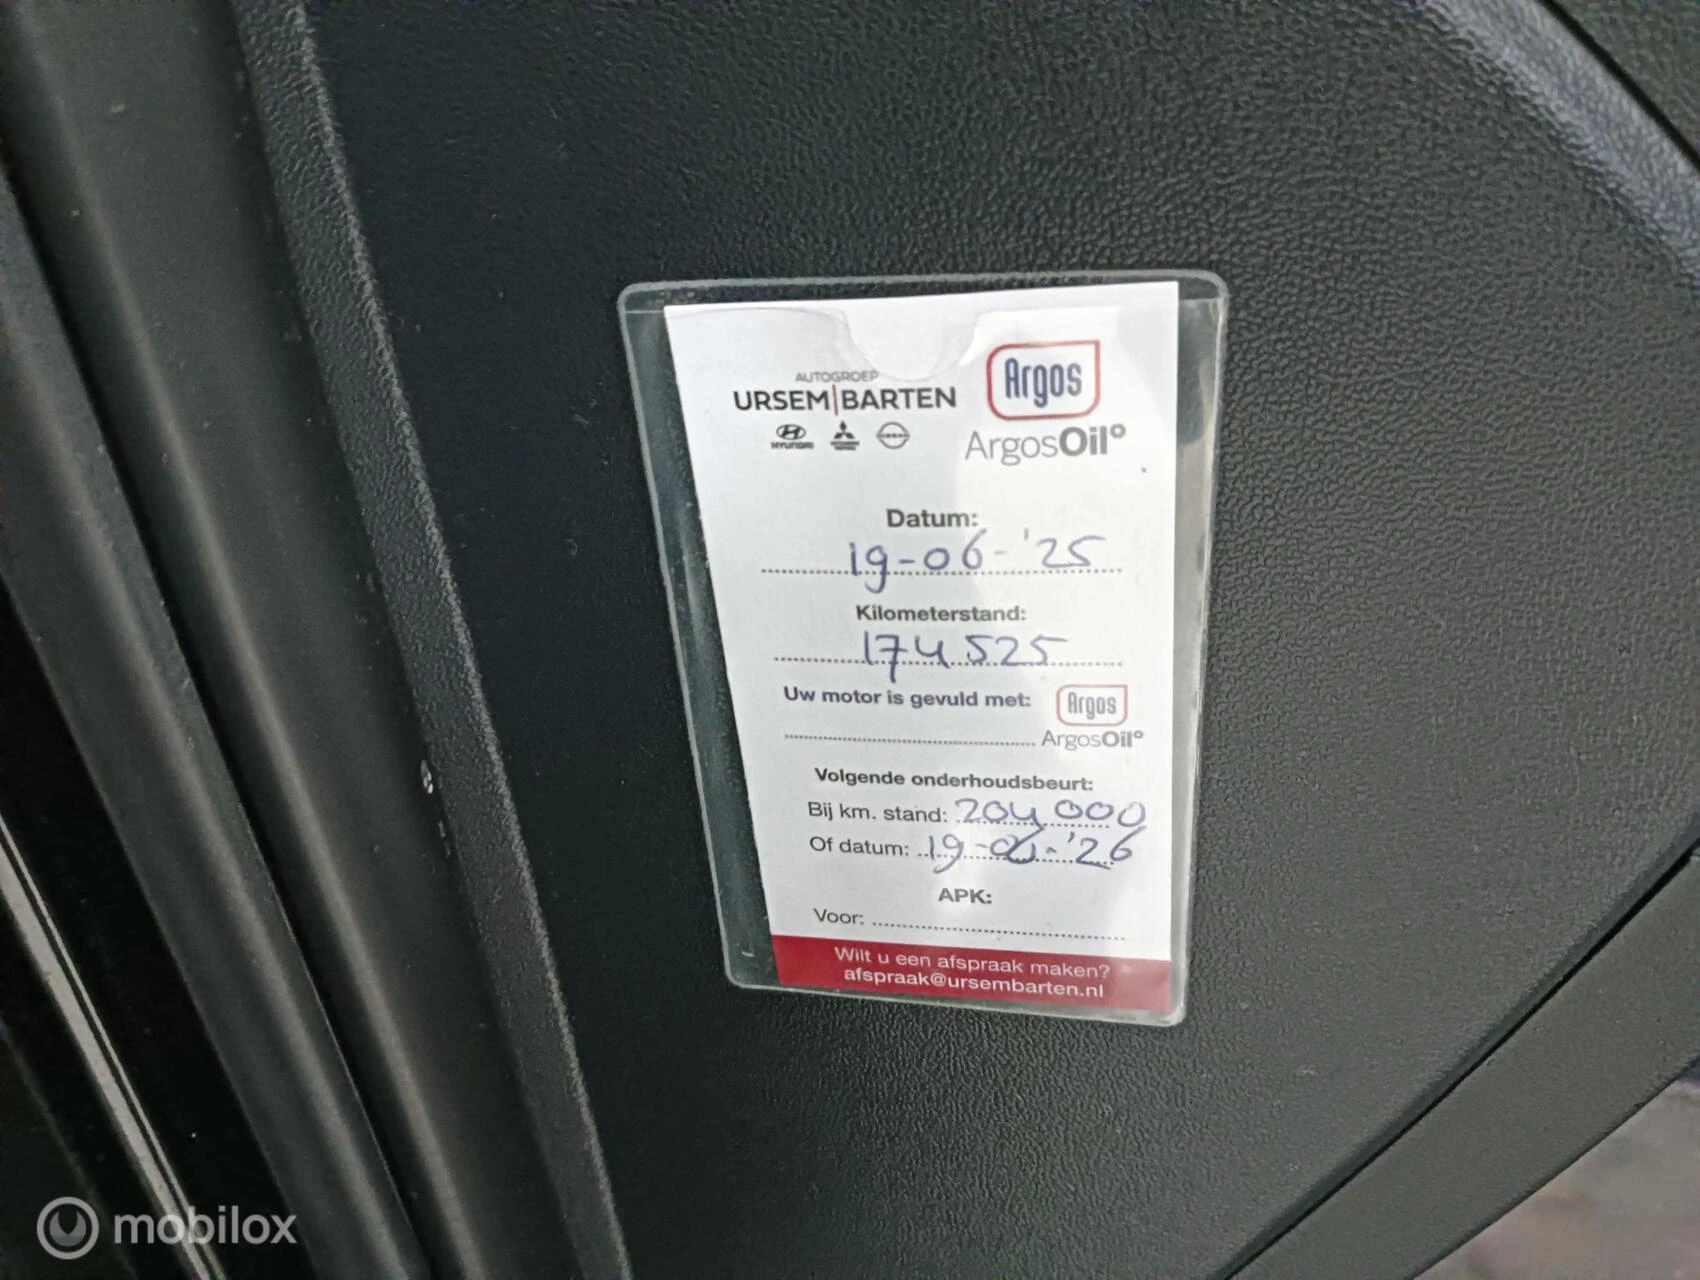 AUTOGROEP
URSEM|BARTEN
Argos
HYUNDAI
NISSAN
ArgosOil°
Datum:
19-06-'25
Kilometerstand:
174525
Uw motor is gevuld met:
Argos
ArgosOil°
Volgende onderhoudsbeurt:
Bij km. stand: 204 000
Of datum: 19-06-'26
APK:
Voor:
Wilt u een afspraak maken?
afspraak@ursembarten.nl
mobilox